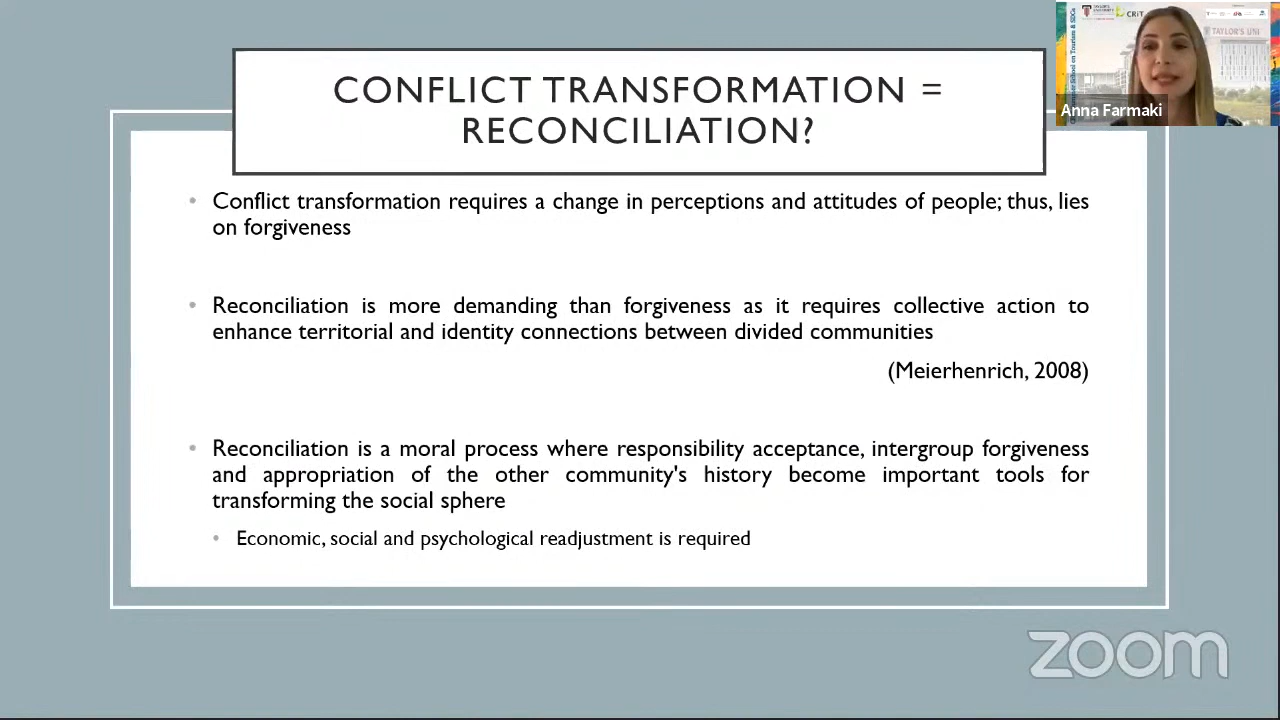 CONFLICT TRANSFORMATION =
RECONCILIATION?
TAYLOR'S UNI
Anna Farmaki
• Conflict transformation requires a change in perceptions and attitudes of people; thus, lies
on forgiveness
• Reconciliation is more demanding than forgiveness as it requires collective action to
enhance territorial and identity connections between divided communities
(Meierhenrich, 2008)
• Reconciliation is a moral process where responsibility acceptance, intergroup forgiveness
and appropriation of the other community's history become important tools for
transforming the social sphere
• Economic, social and psychological readjustment is required
zoom